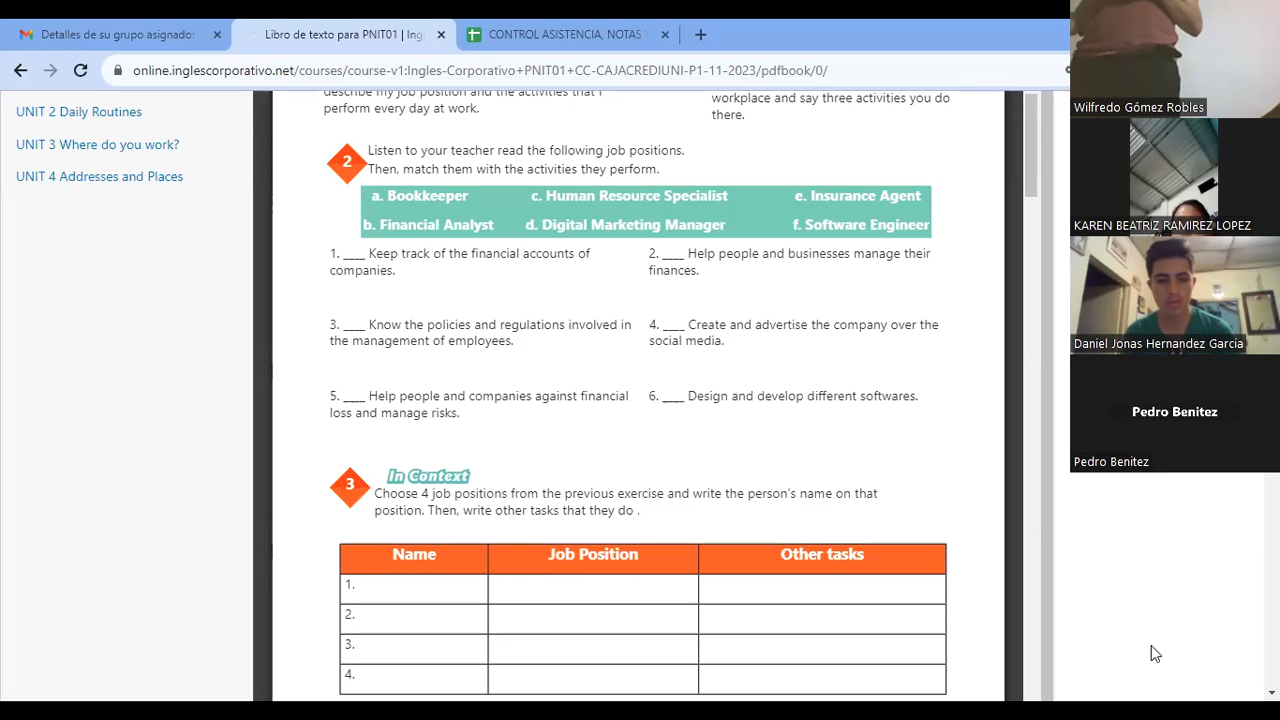 Detalles de su grupo asignado:
Libro de texto para PNIT01 | Ingl
CONTROL ASISTENCIA, NOTAS
online.inglescorporativo.net/courses/course-v1:Ingles-Corporativo+PNIT01+CC-CAJACREDIUNI-P1-11-2023/pdfbook/0/
UNIT 2 Daily Routines
UNIT 3 Where do you work?
UNIT 4 Addresses and Places
describe my job position and the activities that I
perform every day at work.
workplace and say three activities you do
there.
2
Listen to your teacher read the following job positions.
Then, match them with the activities they perform.
a. Bookkeeper c. Human Resource Specialist e. Insurance Agent
b. Financial Analyst d. Digital Marketing Manager f. Software Engineer
1. ____ Keep track of the financial accounts of
companies.
2. ____ Help people and businesses manage their
finances.
3. ____ Know the policies and regulations involved in
the management of employees.
4. ____ Create and advertise the company over the
social media.
5. ____ Help people and companies against financial
loss and manage risks.
6. ____ Design and develop different softwares.
3
In Context
Choose 4 job positions from the previous exercise and write the person's name on that
position. Then, write other tasks that they do .
Name Job Position Other tasks
1.
2.
3.
4.
Wilfredo Gómez Robles
KAREN BEATRIZ RAMIREZ LOPEZ
Daniel Jonas Hernandez Garcia
Pedro Benitez
Pedro Benitez